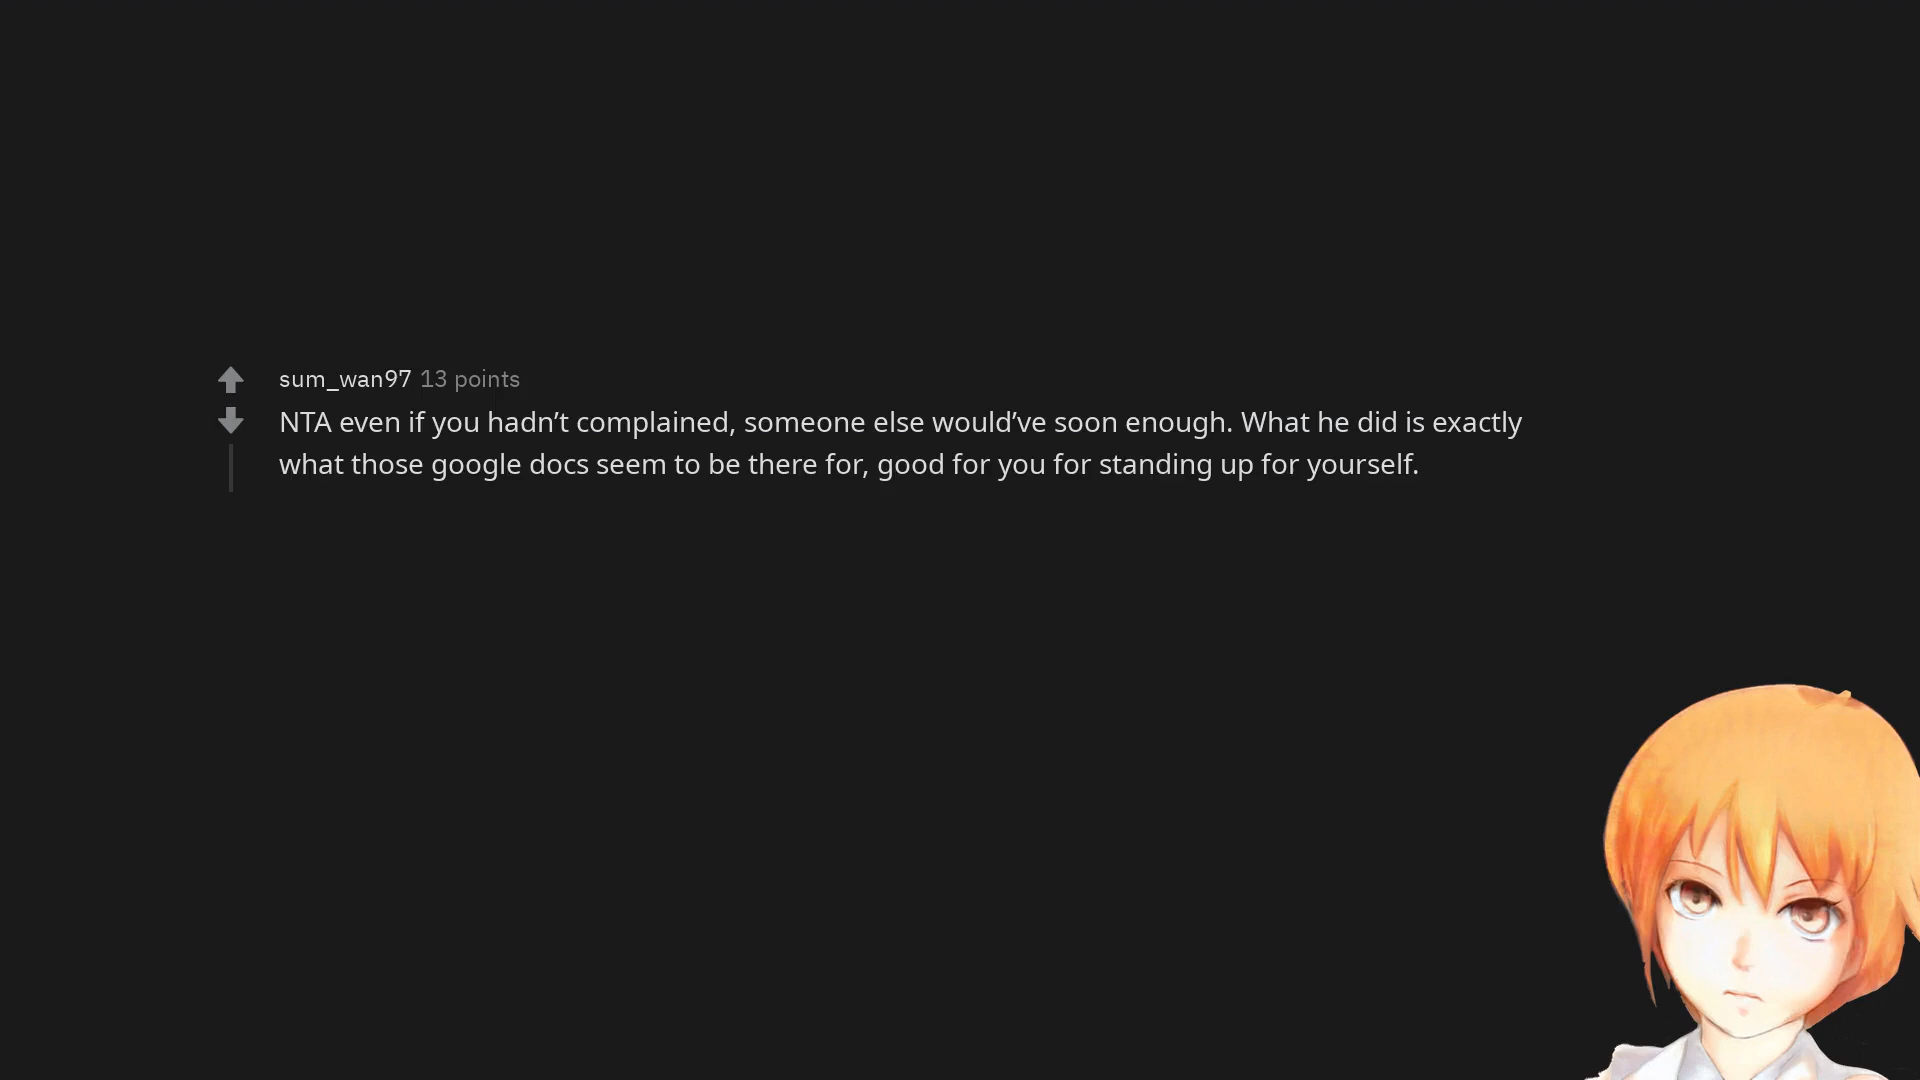 sum_wan97 13 points
NTA even if you hadn’t complained, someone else would’ve soon enough. What he did is exactly
what those google docs seem to be there for, good for you for standing up for yourself.